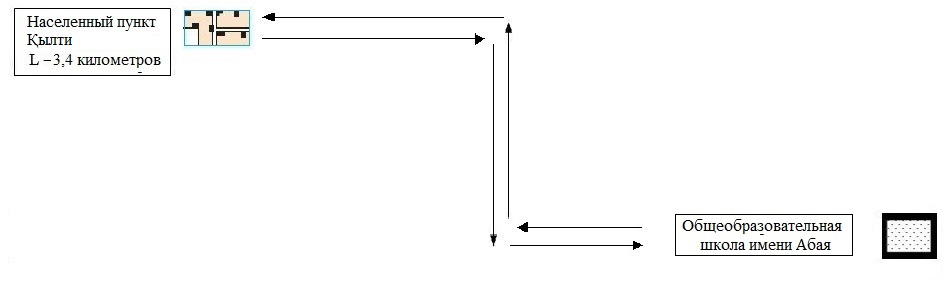 Населенный пункт
Қылти
L –3,4 километров
Общеобразовательная
школа имени Абая